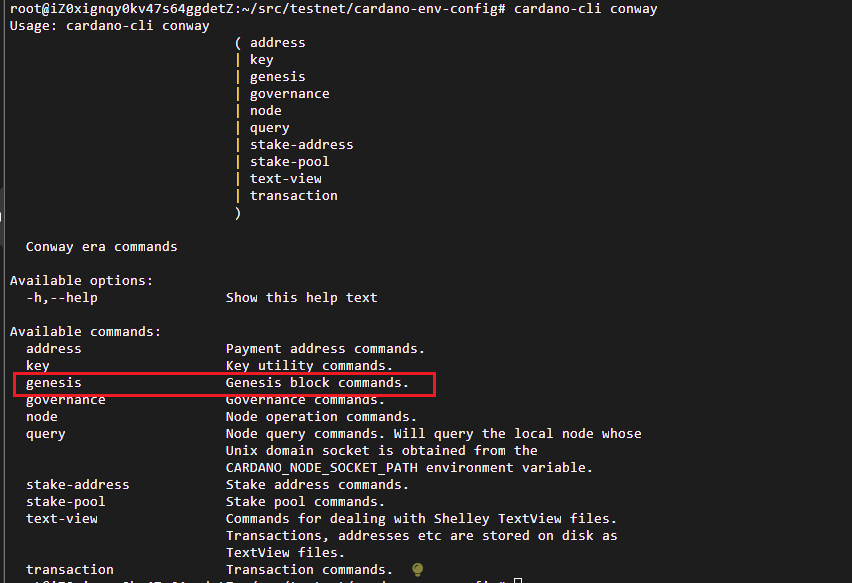 root@iZ0xignqy0kv47s64ggdetZ:~/src/testnet/cardano-env-config# cardano-cli conway
Usage: cardano-cli conway
( address
| key
| genesis
| governance
| node
| query
| stake-address
| stake-pool
| text-view
| transaction
)
Conway era commands
Available options:
-h,--help Show this help text
Available commands:
address Payment address commands.
key Key utility commands.
genesis Genesis block commands.
governance Governance commands.
node Node operation commands.
query Node query commands. Will query the local node whose
Unix domain socket is obtained from the
CARDANO_NODE_SOCKET_PATH environment variable.
stake-address Stake address commands.
stake-pool Stake pool commands.
text-view Commands for dealing with Shelley TextView files.
Transactions, addresses etc are stored on disk as
TextView files.
transaction Transaction commands.